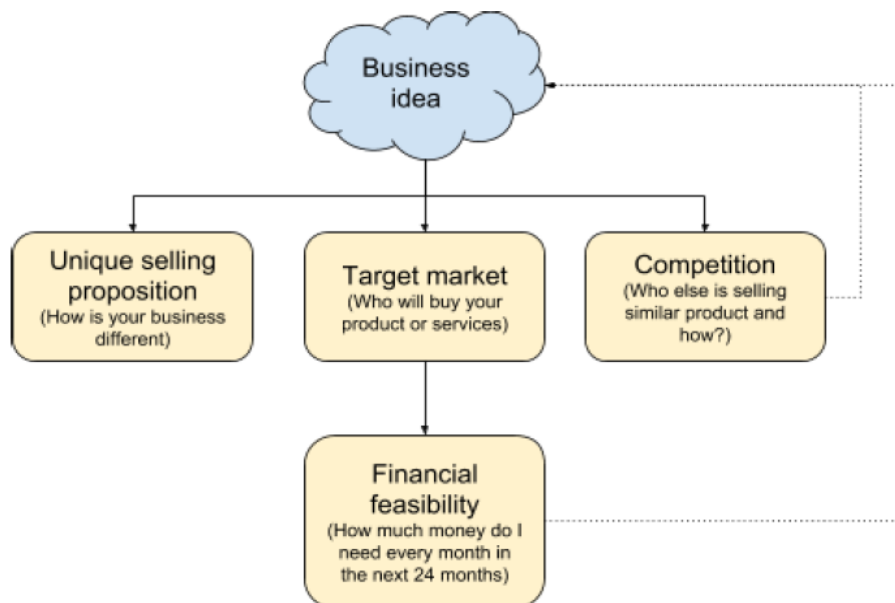 Business
idea
Unique selling
proposition
(How is your business
different)
Target market
(Who will buy your
product or services)
Competition
(Who else is selling
similar product and
how?)
Financial
feasibility
(How much money do I
need every month in
the next 24 months)